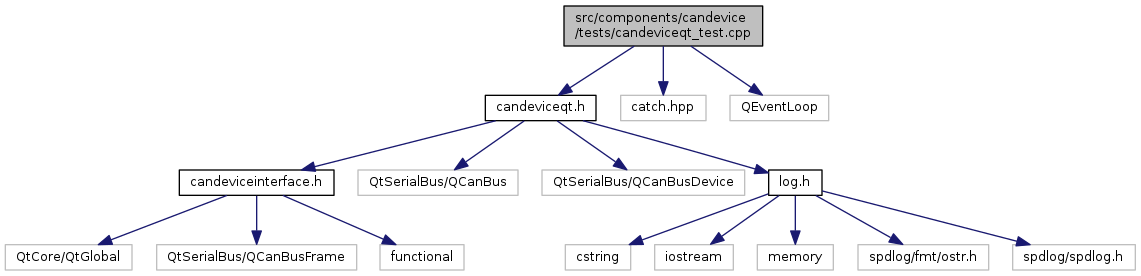 src/components/candevice
/tests/candeviceqt_test.cpp
candeviceqt.h
catch.hpp
QEventLoop
candeviceinterface.h
QtSerialBus/QCanBus
QtSerialBus/QCanBusDevice
log.h
QtCore/QtGlobal
QtSerialBus/QCanBusFrame
functional
cstring
iostream
memory
spdlog/fmt/ostr.h
spdlog/spdlog.h